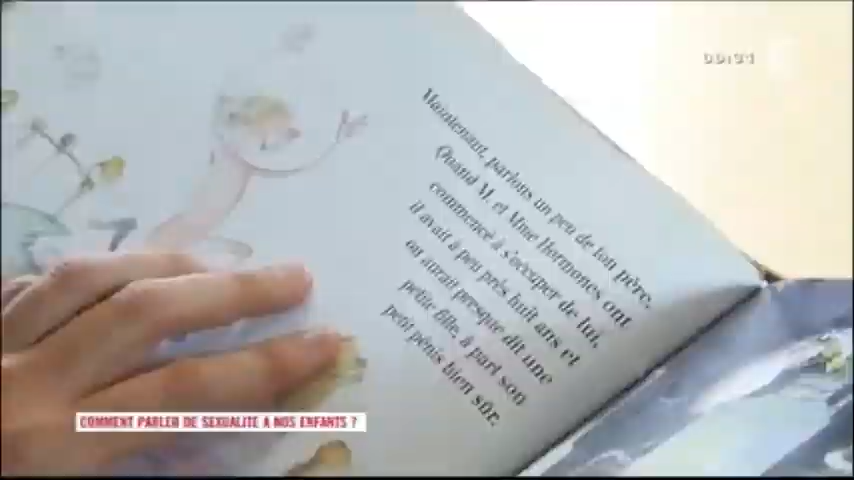 00:34
Maintenant, parlons un peu de ton père.
Quand M. et Mme Hormones ont
commencé à s'occuper de lui,
il avait à peu près huit ans et
on aurait presque dit une
petite fille, à part son
petit pénis bien sûr.
COMMENT PARLER DE SEXUALITE A NOS ENFANTS ?